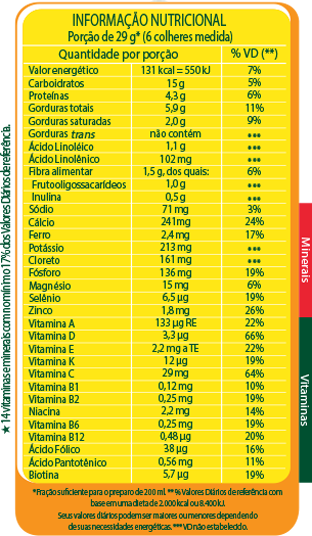 INFORMAÇÃO NUTRICIONAL
Porção de 29 g* (6 colheres medida)
Quantidade por porção % VD (**)
Valor energético 131 kcal = 550 kJ 7%
Carboidratos 15 g 5%
Proteínas 4,3 g 6%
Gorduras totais 5,9 g 11%
Gorduras saturadas 2,0 g 9%
Gorduras trans não contém ***
Ácido Linoléico 1,1 g ***
Ácido Linolênico 102 mg ***
Fibra alimentar 1,5 g, dos quais: 6%
Frutooligossacarídeos 1,0 g ***
Inulina 0,5 g ***
Sódio 71 mg 3%
Cálcio 241 mg 24%
Ferro 2,4 mg 17%
Potássio 213 mg ***
Cloreto 161 mg ***
Fósforo 136 mg 19%
Magnésio 15 mg 6%
Selênio 6,5 µg 19%
Zinco 1,8 mg 26%
Vitamina A 133 µg RE 22%
Vitamina D 3,3 µg 66%
Vitamina E 2,2 mg a TE 22%
Vitamina K 12 µg 19%
Vitamina C 29 mg 64%
Vitamina B1 0,12 mg 10%
Vitamina B2 0,25 mg 19%
Niacina 2,2 mg 14%
Vitamina B6 0,25 mg 19%
Vitamina B12 0,48 µg 20%
Ácido Fólico 38 µg 16%
Ácido Pantotênico 0,56 mg 11%
Biotina 5,7 µg 19%
*Fração suficiente para o preparo de 200 ml. ** % Valores Diários de referência com
base em uma dieta de 2.000 kcal ou 8.400 kJ.
Seus valores diários podem ser maiores ou menores dependendo
de suas necessidades energéticas. *** VD não estabelecido.
★ 14 vitaminas e minerais com no mínimo 17% dos Valores Diários de referência.
Minerais
Vitaminas